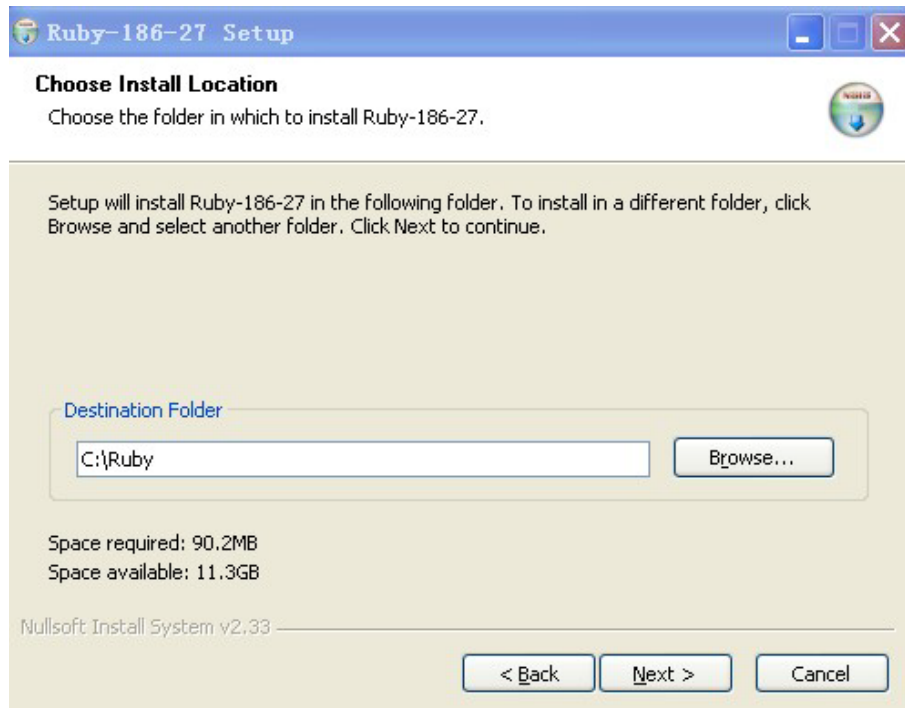 Ruby-186-27 Setup
Choose Install Location
Choose the folder in which to install Ruby-186-27.
Setup will install Ruby-186-27 in the following folder. To install in a different folder, click
Browse and select another folder. Click Next to continue.
Destination Folder
C:\Ruby
Browse...
Space required: 90.2MB
Space available: 11.3GB
Nullsoft Install System v2.33
< Back
Next >
Cancel